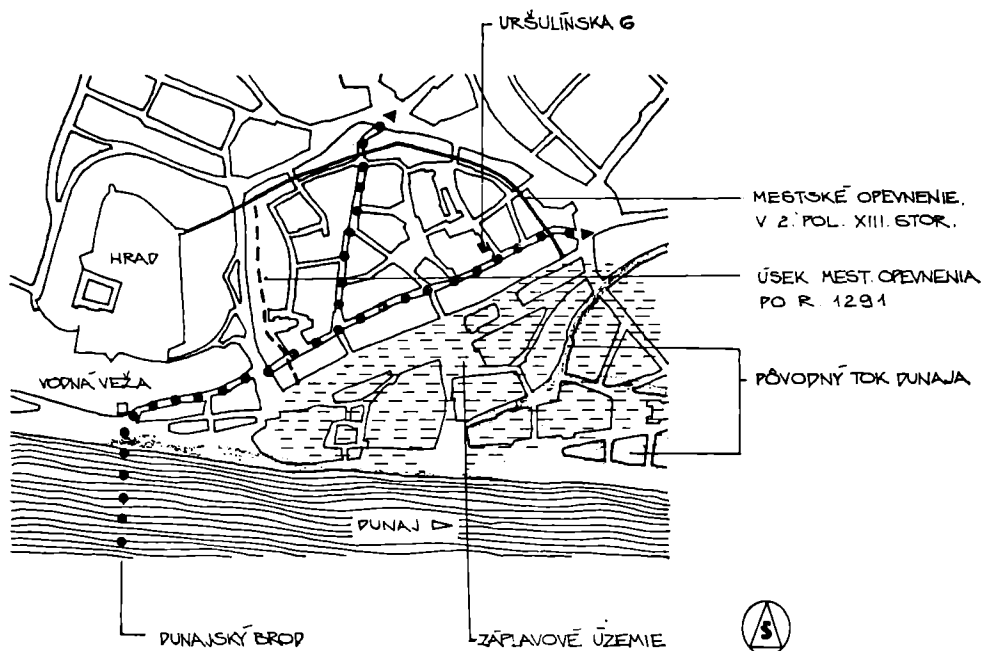 URŠULÍNSKA 6
MESTSKÉ OPEVNENIE.
V 2. POL. XIII. STOR.
HRAD
ÚSEK MEST. OPEVNENIA
PO R. 1291
VODNÁ VEŽA
PÔVODNÝ TOK DUNAJA
DUNAJ
DUNAJSKÝ BROD
ZÁPLAVOVÉ ÚZEMIE
S